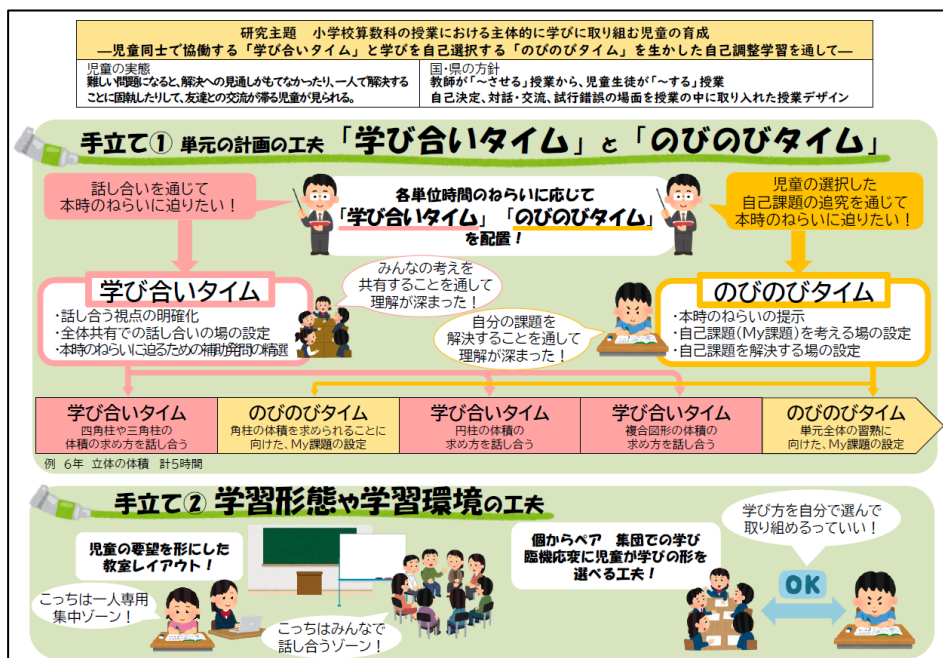 研究主題　小学校算数科の授業における主体的に学びに取り組む児童の育成
―児童同士で協働する「学び合いタイム」と学びを自己選択する「のびのびタイム」を生かした自己調整学習を通して―
児童の実態
難しい問題になると、解決への見通しがもてなかったり、一人で解決する
ことに固執したりして、友達との交流が滞る児童が見られる。
国・県の方針
教師が「～させる」授業から、児童生徒が「～する」授業
自己決定、対話・交流、試行錯誤の場面を授業の中に取り入れた授業デザイン
手立て① 単元の計画の工夫 「学び合いタイム」 と 「のびのびタイム」
話し合いを通じて
本時のねらいに迫りたい！
各単位時間のねらいに応じて
「学び合いタイム」「のびのびタイム」
を配置！
児童の選択した
自己課題の追究を通じて
本時のねらいに迫りたい！
学び合いタイム
・話し合う視点の明確化
・全体共有での話し合いの場の設定
・本時のねらいに迫るための補助発問の精選
みんなの考えを
共有することを通して
理解が深まった！
自分の課題を
解決することを通して
理解が深まった！
のびのびタイム
・本時のねらいの提示
・自己課題(My課題)を考える場の設定
・自己課題を解決する場の設定
学び合いタイム
四角柱や三角柱の
体積の求め方を話し合う
のびのびタイム
角柱の体積を求められることに
向けた、My課題の設定
学び合いタイム
円柱の体積の
求め方を話し合う
学び合いタイム
複合図形の体積の
求め方を話し合う
のびのびタイム
単元全体の習熟に
向けた、My課題の設定
例　6年　立体の体積　計5時間
手立て② 学習形態や学習環境の工夫
児童の要望を形にした
教室レイアウト！
こっちは一人専用
集中ゾーン！
こっちはみんなで
話し合うゾーン！
個からペア　集団での学び
臨機応変に児童が学びの形を
選べる工夫！
学び方を自分で選んで
取り組めるっていい！
OK